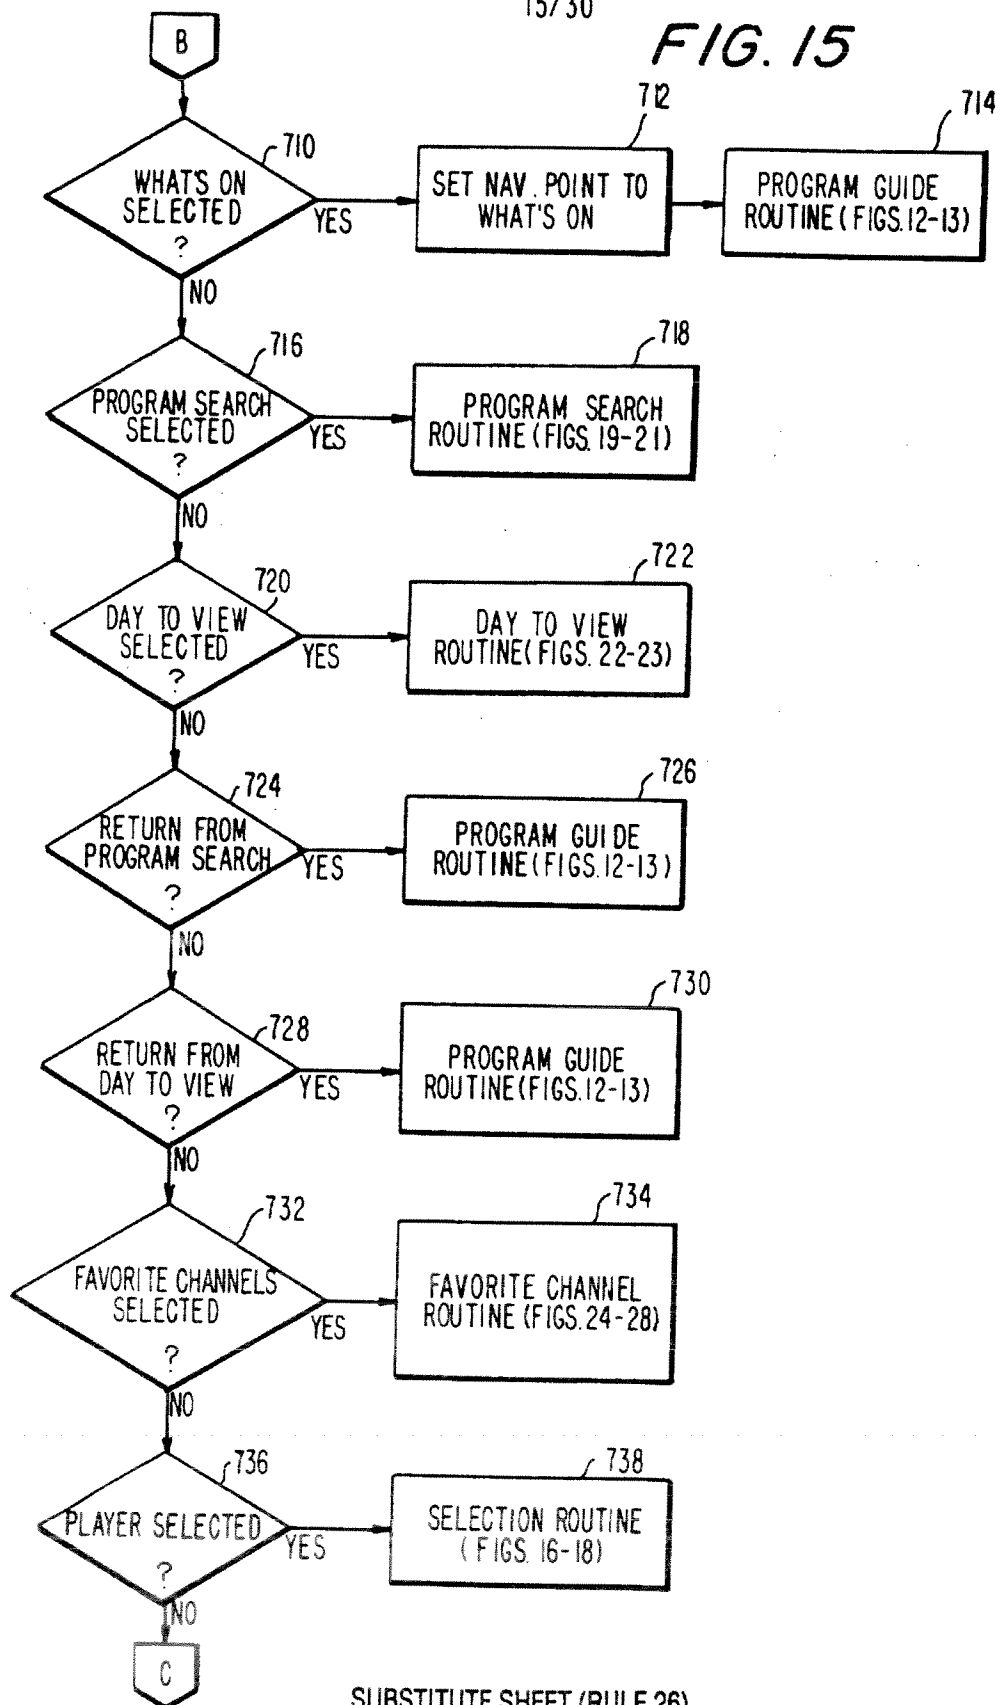 15/30
FIG. 15
B
710
WHAT'S ON
SELECTED
?
YES
NO
712
SET NAV. POINT TO
WHAT'S ON
714
PROGRAM GUIDE
ROUTINE (FIGS. 12-13)
716
PROGRAM SEARCH
SELECTED
?
YES
NO
718
PROGRAM SEARCH
ROUTINE (FIGS. 19-21)
720
DAY TO VIEW
SELECTED
?
YES
NO
722
DAY TO VIEW
ROUTINE (FIGS. 22-23)
724
RETURN FROM
PROGRAM SEARCH
?
YES
NO
726
PROGRAM GUIDE
ROUTINE (FIGS. 12-13)
728
RETURN FROM
DAY TO VIEW
?
YES
NO
730
PROGRAM GUIDE
ROUTINE (FIGS. 12-13)
732
FAVORITE CHANNELS
SELECTED
?
YES
NO
734
FAVORITE CHANNEL
ROUTINE (FIGS. 24-28)
736
PLAYER SELECTED
?
YES
NO
738
SELECTION ROUTINE
(FIGS. 16-18)
C
SUBSTITUTE SHEET (RULE 26)